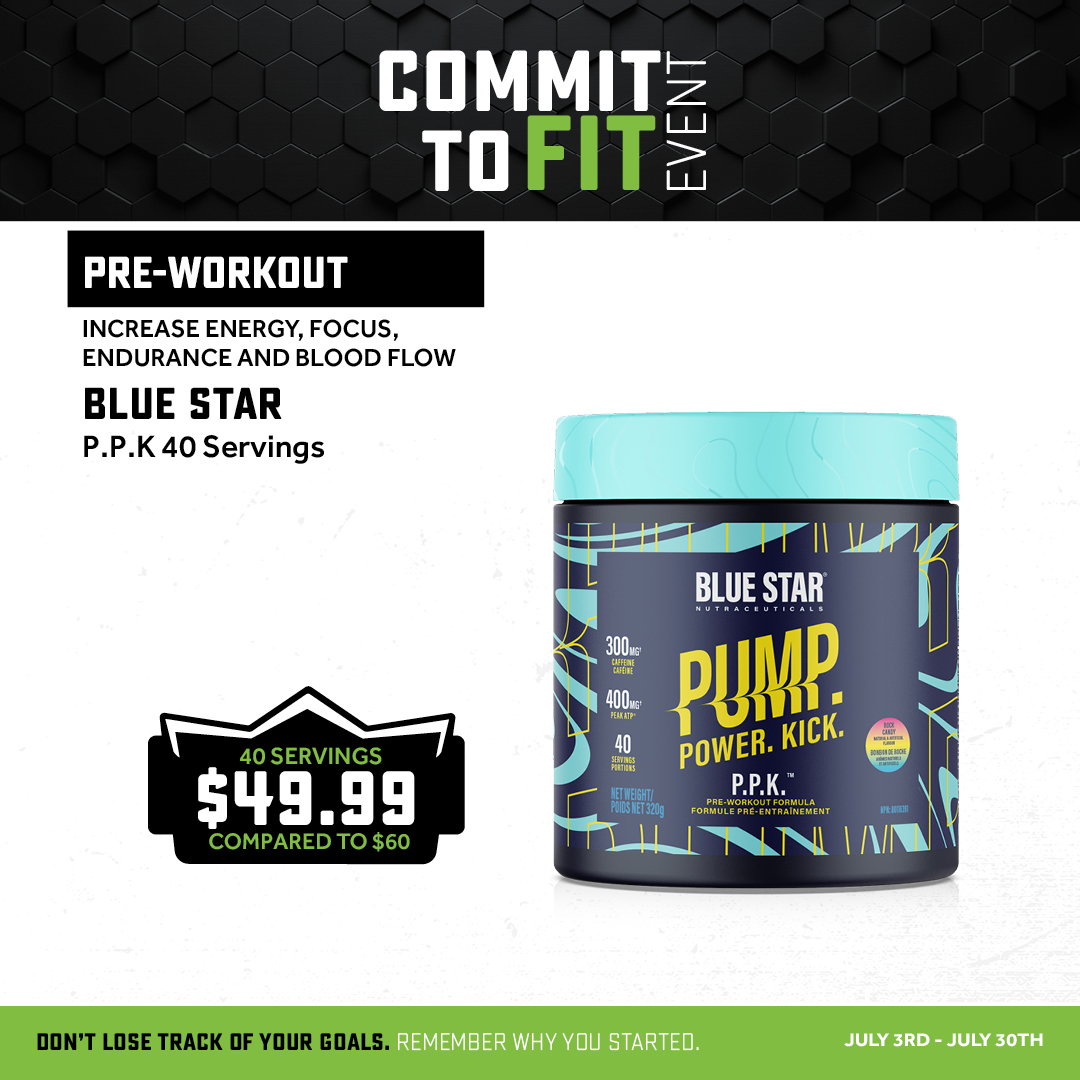 COMMIT
TO FIT
EVENT
PRE-WORKOUT
INCREASE ENERGY, FOCUS,
ENDURANCE AND BLOOD FLOW
BLUE STAR
P.P.K 40 Servings
40 SERVINGS
$49.99
COMPARED TO $60
BLUE STAR®
NUTRACEUTICALS
300MG†
CAFFEINE
CAFÉINE
400MG†
PEAK ATP®
40
SERVINGS
PORTIONS
NET WEIGHT/
POIDS NET 320g
PUMP.
POWER. KICK.
P.P.K.™
PRE-WORKOUT FORMULA
FORMULE PRÉ-ENTRAÎNEMENT
ROCK
CANDY
NATURAL & ARTIFICIAL
FLAVOUR
BONBON DE ROCHE
DON'T LOSE TRACK OF YOUR GOALS. REMEMBER WHY YOU STARTED.
JULY 3RD - JULY 30TH